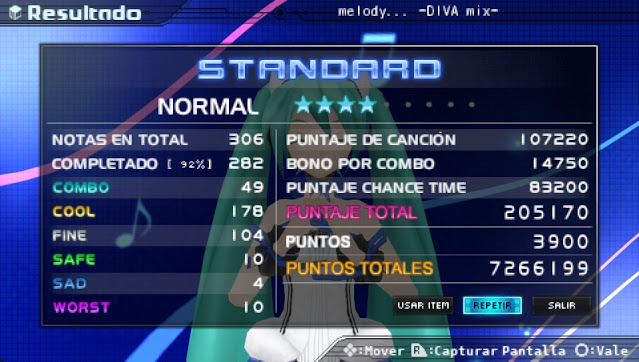 Resultado
melody... -DIVA mix-
STANDARD
NORMAL
NOTAS EN TOTAL 306
COMPLETADO [ 92%] 282
COMBO 49
COOL 178
FINE 104
SAFE 10
SAD 4
WORST 10
PUNTAJE DE CANCIÓN 107220
BONO POR COMBO 14750
PUNTAJE CHANCE TIME 83200
PUNTAJE TOTAL 205170
PUNTOS 3900
PUNTOS TOTALES 7266199
USAR ITEM REPETIR SALIR
:Mover R:Capturar Pantalla O:Vale